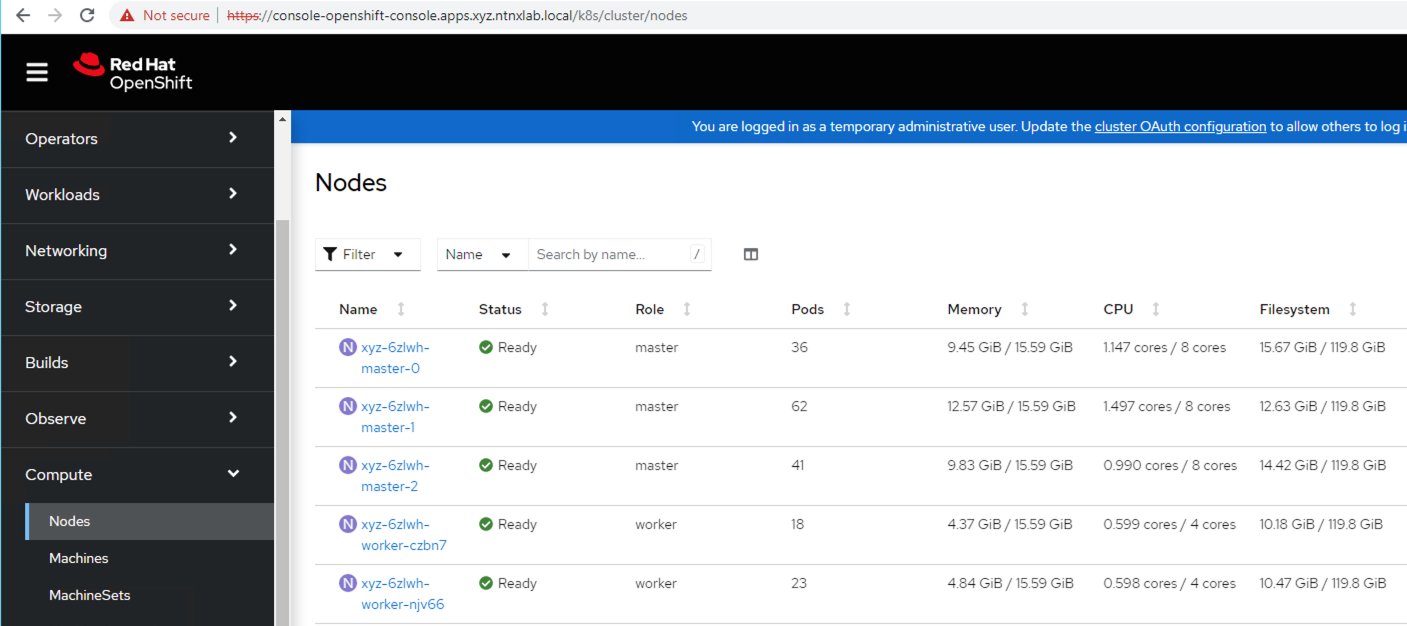 Not secure | https://console-openshift-console.apps.xyz.ntnxlab.local/k8s/cluster/nodes
Red Hat
OpenShift
You are logged in as a temporary administrative user. Update the cluster OAuth configuration to allow others to log i
Operators
Workloads
Networking
Storage
Builds
Observe
Compute
Nodes
Machines
MachineSets
Nodes
Filter Name Search by name... /
Name Status Role Pods Memory CPU Filesystem
N xyz-6zlwh- Ready master 36 9.45 GiB / 15.59 GiB 1.147 cores / 8 cores 15.67 GiB / 119.8 GiB
master-0
N xyz-6zlwh- Ready master 62 12.57 GiB / 15.59 GiB 1.497 cores / 8 cores 12.63 GiB / 119.8 GiB
master-1
N xyz-6zlwh- Ready master 41 9.83 GiB / 15.59 GiB 0.990 cores / 8 cores 14.42 GiB / 119.8 GiB
master-2
N xyz-6zlwh- Ready worker 18 4.37 GiB / 15.59 GiB 0.599 cores / 4 cores 10.18 GiB / 119.8 GiB
worker-czbn7
N xyz-6zlwh- Ready worker 23 4.84 GiB / 15.59 GiB 0.598 cores / 4 cores 10.47 GiB / 119.8 GiB
worker-njv66